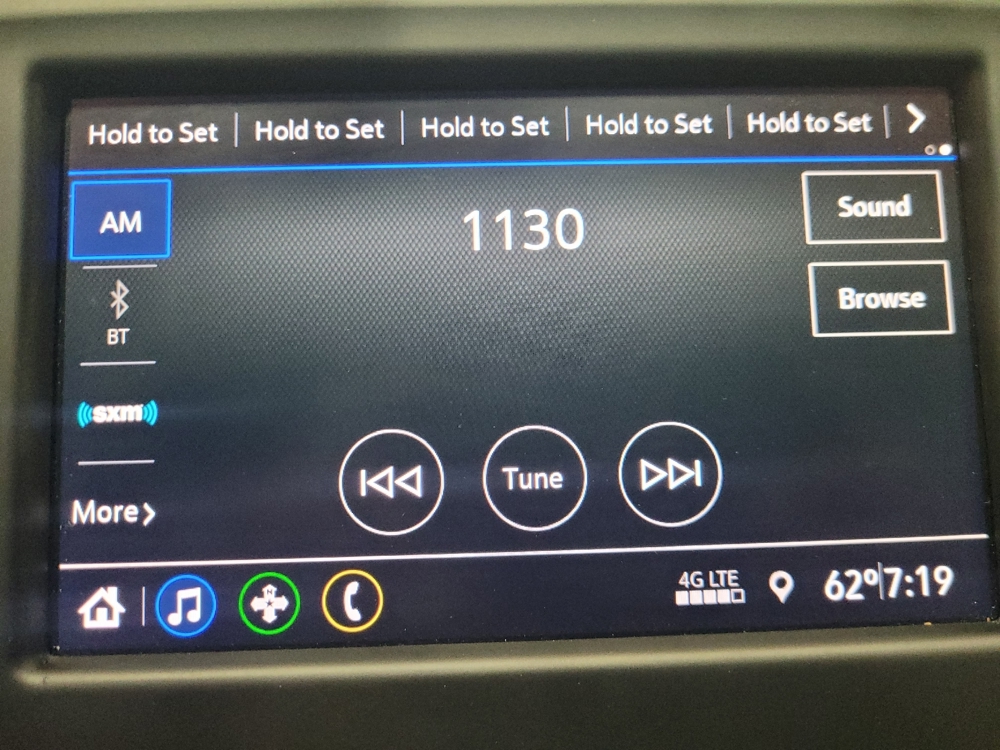 Hold to Set Hold to Set Hold to Set Hold to Set Hold to Set
AM
1130
Sound
BT
Browse
sxm
More
Tune
4G LTE
62° 7:19